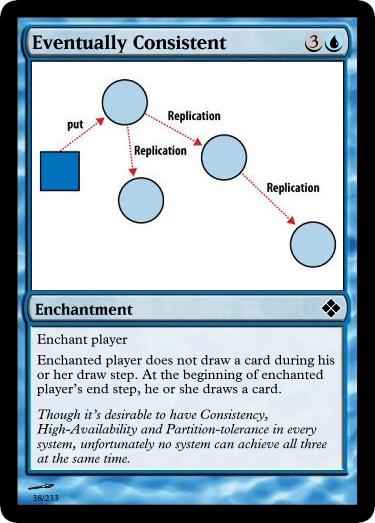 Eventually Consistent 3
put
Replication
Replication
Replication
Enchantment
Enchant player
Enchanted player does not draw a card during his
or her draw step. At the beginning of enchanted
player's end step, he or she draws a card.
Though it's desirable to have Consistency,
High-Availability and Partition-tolerance in every
system, unfortunately no system can achieve all three
at the same time.
38/233